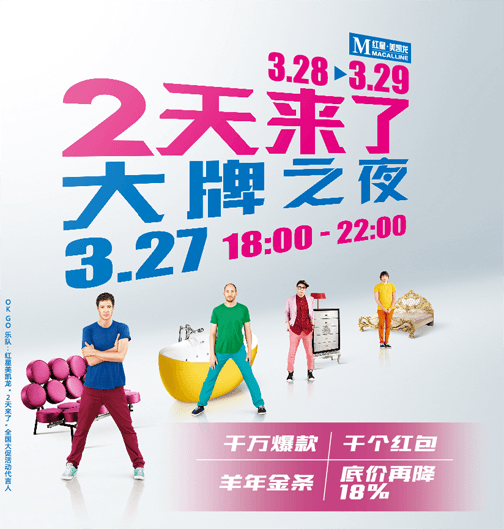 红星·美凯龙
MACALLINE
3.28▶3.29
2天来了
大牌之夜
3.27 18:00 - 22:00
OK GO 乐队：红星美凯龙“2天来了”全国大促活动代言人
千万爆款 千个红包
羊年金条 底价再降
18%